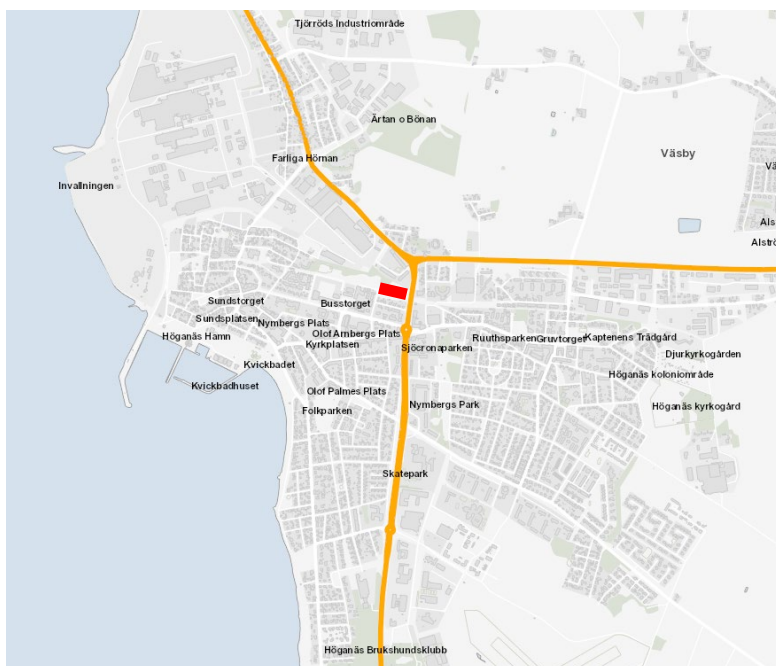 Tjörröds Industriområde
Ärtan o Bönan
Farliga Hörnan
Väsby
Invallningen
Sundstorget
Busstorget
Sundsplatsen
Nymbergs Plats
Höganäs Hamn
Olof Ambergs Plats
Kyrkplatsen
Sjöcronaparken
Ruuthsparken
Gruvtorget
Kaptenens Trädgård
Djurkyrkogården
Kvickbadet
Kvickbadhuset
Höganäs koloniområde
Olof Palmes Plats
Folkparken
Nymbergs Park
Höganäs kyrkogård
Skatepark
Höganäs Brukshundsklubb